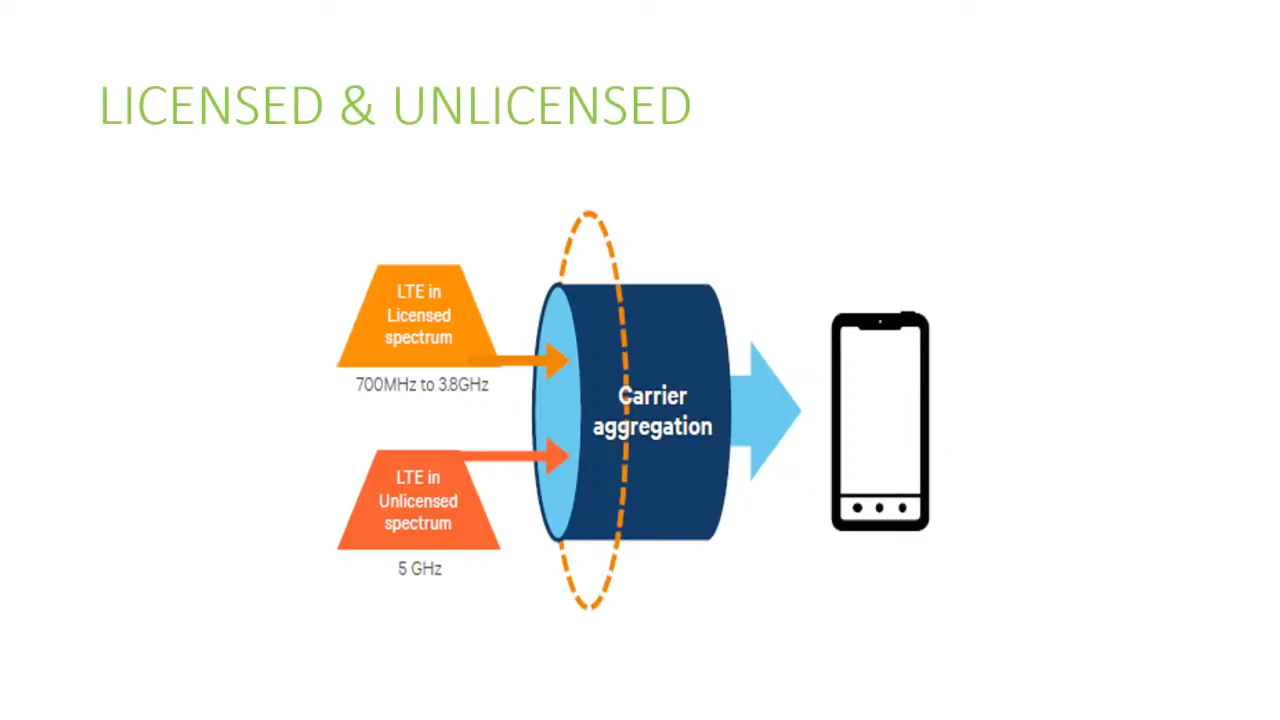 LICENSED & UNLICENSED
LTE in
Licensed
spectrum
700MHz to 3.8GHz
Carrier
aggregation
LTE in
Unlicensed
spectrum
5 GHz